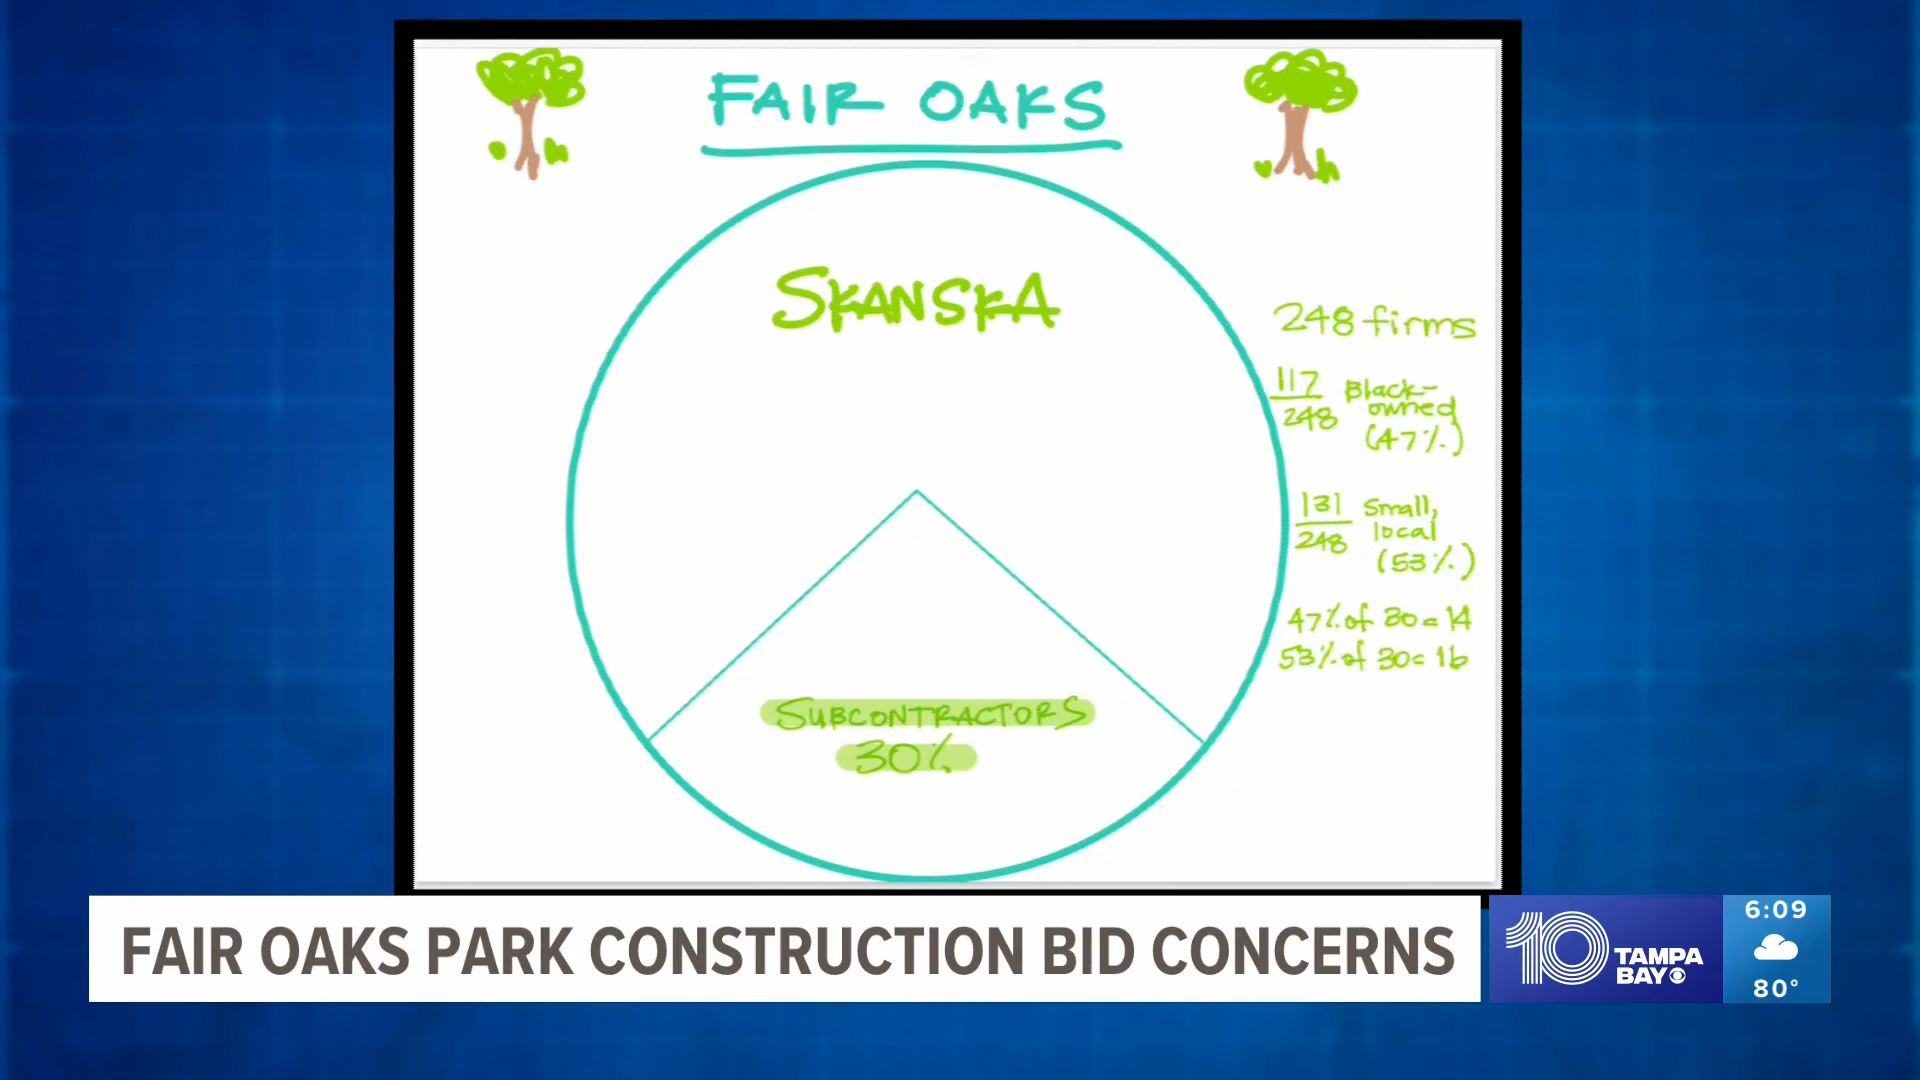 FAIR OAKS
SKANSKA
248 firms
117
248
Black-
owned
(47%)
131
248
Small,
local
(53%)
47% of 30 = 14
53% of 30 = 16
SUBCONTRACTORS
30%
FAIR OAKS PARK CONSTRUCTION BID CONCERNS
10 TAMPA
BAY
6:09
80°